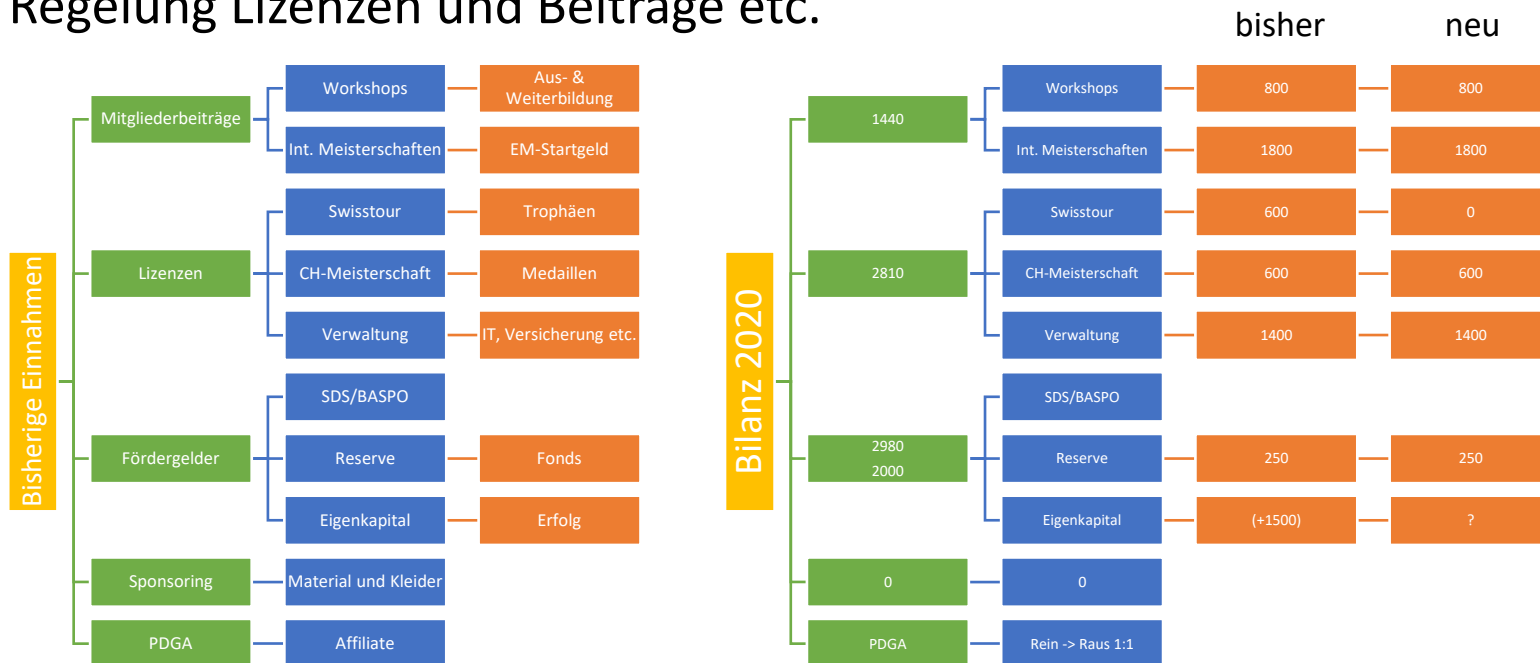 Regelung Lizenzen und Beiträge etc.
bisher
neu
Bisherige Einnahmen
Mitgliederbeiträge
Workshops
Aus- &
Weiterbildung
Int. Meisterschaften
EM-Startgeld
Lizenzen
Swisstour
Trophäen
CH-Meisterschaft
Medaillen
Verwaltung
IT, Versicherung etc.
Fördergelder
SDS/BASPO
Reserve
Fonds
Eigenkapital
Erfolg
Sponsoring
Material und Kleider
PDGA
Affiliate
Bilanz 2020
1440
Workshops
800
800
Int. Meisterschaften
1800
1800
2810
Swisstour
600
0
CH-Meisterschaft
600
600
Verwaltung
1400
1400
2980
2000
SDS/BASPO
Reserve
250
250
Eigenkapital
(+1500)
?
0
0
PDGA
Rein -> Raus 1:1